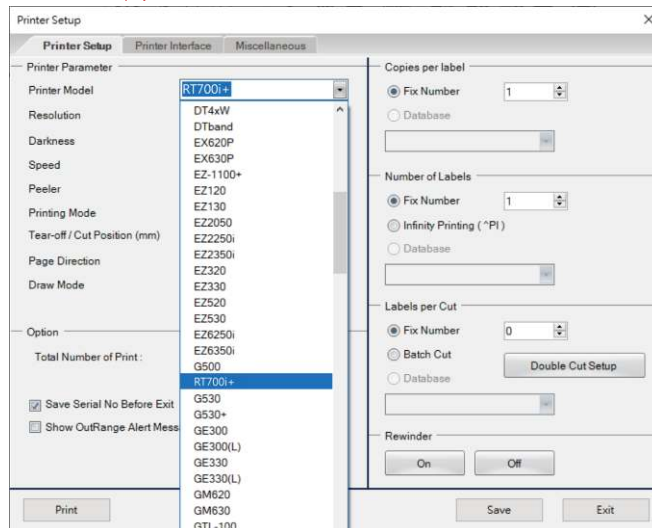 Printer Setup
Printer Setup
Printer Interface
Miscellaneous
Printer Parameter
Printer Model
RT700i+
Resolution
Darkness
Speed
Peeler
Printing Mode
Tear-off / Cut Position (mm)
Page Direction
Draw Mode
DT4xW
DTband
EX620P
EX630P
EZ-1100+
EZ120
EZ130
EZ2050
EZ2250i
EZ2350i
EZ320
EZ330
EZ520
EZ530
EZ6250i
EZ6350i
G500
RT700i+
G530
G530+
GE300
GE300(L)
GE330
GE330(L)
GM620
GM630
GTL-100
Option
Total Number of Print :
Save Serial No Before Exit
Show OutRange Alert Mess
Print
Copies per label
Fix Number
1
Database
Number of Labels
Fix Number
1
Infinity Printing ( ^PI )
Database
Labels per Cut
Fix Number
0
Batch Cut
Double Cut Setup
Database
Rewinder
On
Off
Save
Exit